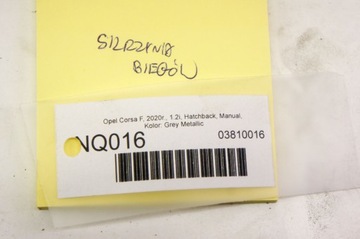 SKRZYNIA
BIEGÓW
Opel Corsa F, 2020r., 1.2i, Hatchback, Manual,
Kolor: Grey Metallic
NQ016 03810016